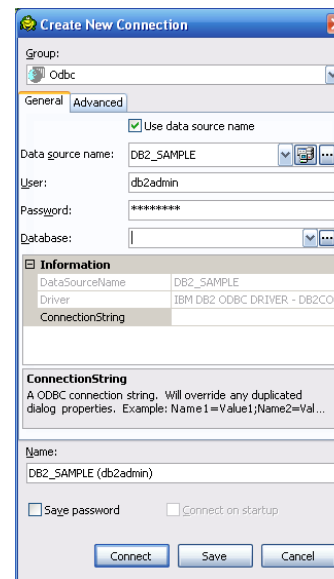 Create New Connection
Group:
Odbc
General Advanced
Use data source name
Data source name: DB2_SAMPLE
User: db2admin
Password: ********
Database:
Information
DataSourceName DB2_SAMPLE
Driver IBM DB2 ODBC DRIVER - DB2CO
ConnectionString
ConnectionString
A ODBC connection string. Will override any duplicated
dialog properties. Example: Name1=Value1;Name2=Val...
Name:
DB2_SAMPLE (db2admin)
Save password Connect on startup
Connect Save Cancel